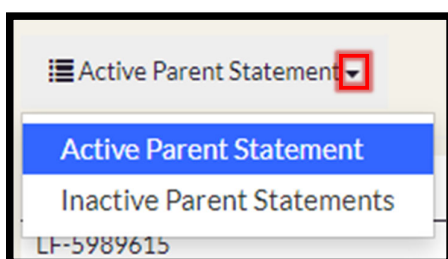 Active Parent Statement
Active Parent Statement
Inactive Parent Statements
LF-5989615